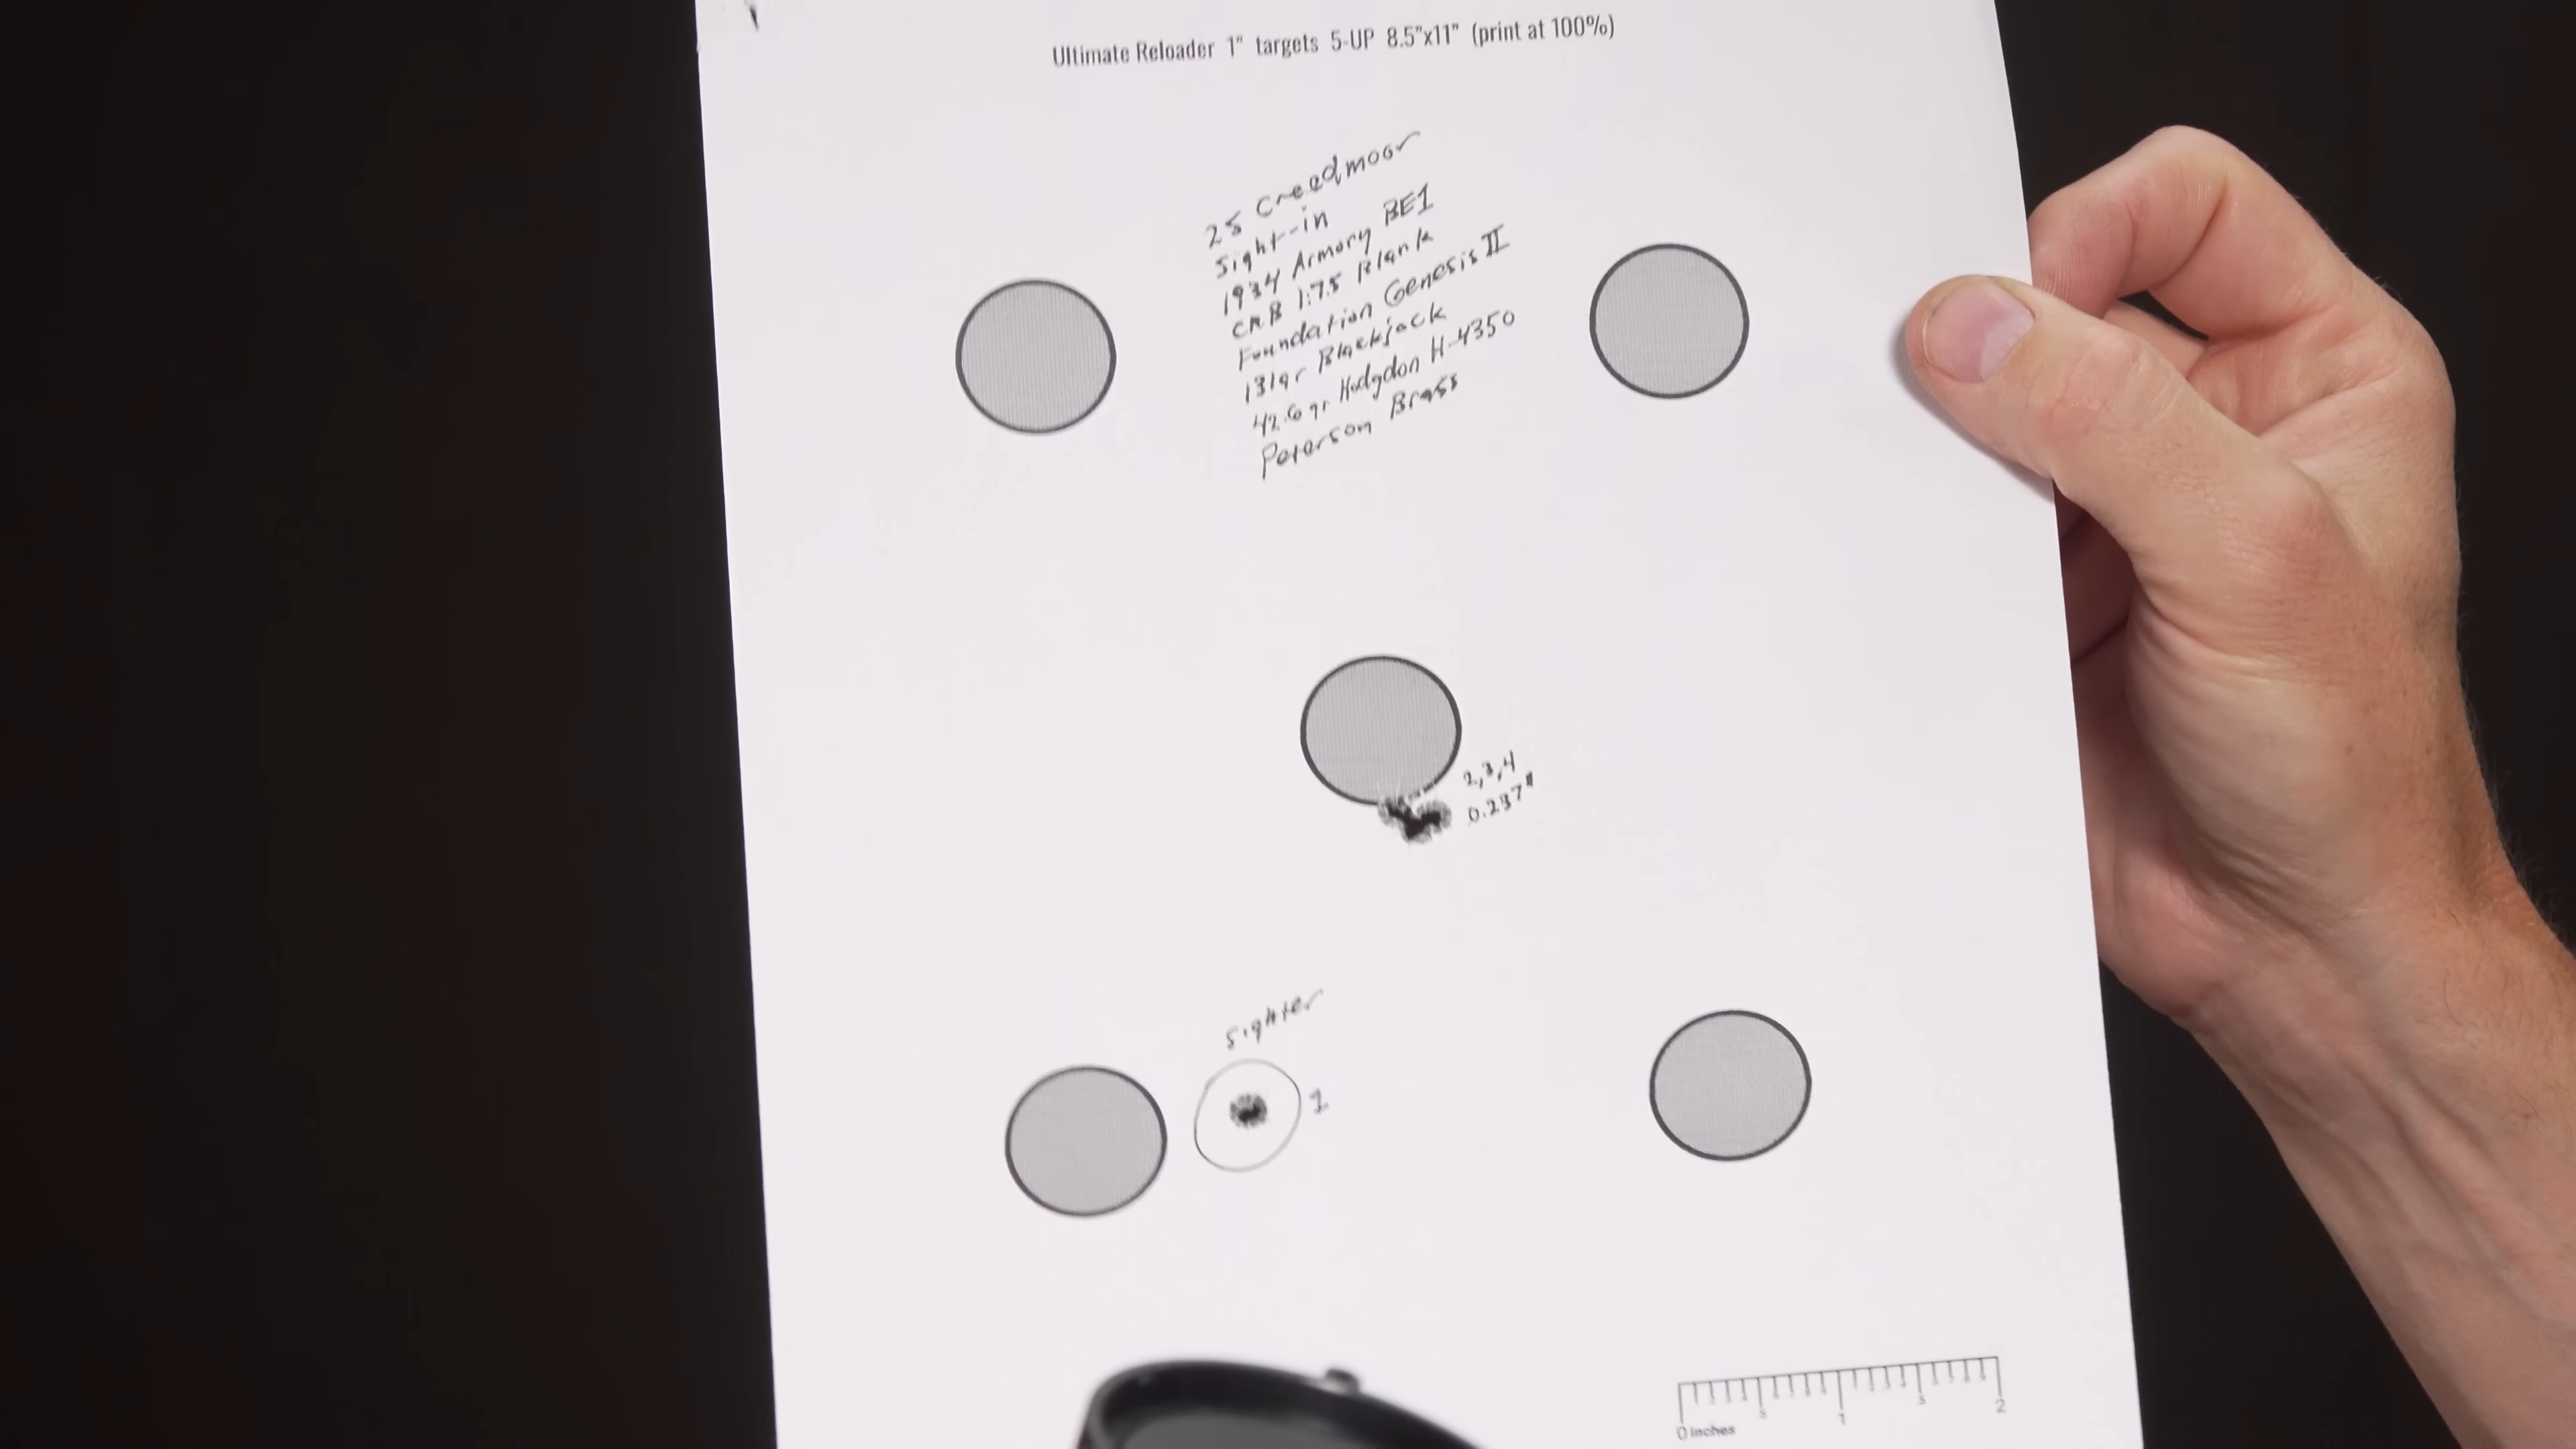 Ultimate Reloader 1" targets 5-UP 8.5"x11" (print at 100%)
25 Creedmoor
Sight-in
1934 Armory BE1
CRB 1:7.5 Blank
Foundation Genesis II
131gr Blackjack
42.6 gr Hodgdon H-4350
Peterson Brass
2,3,4
0.237"
Sighter
1
5 1 5 2
0 inches